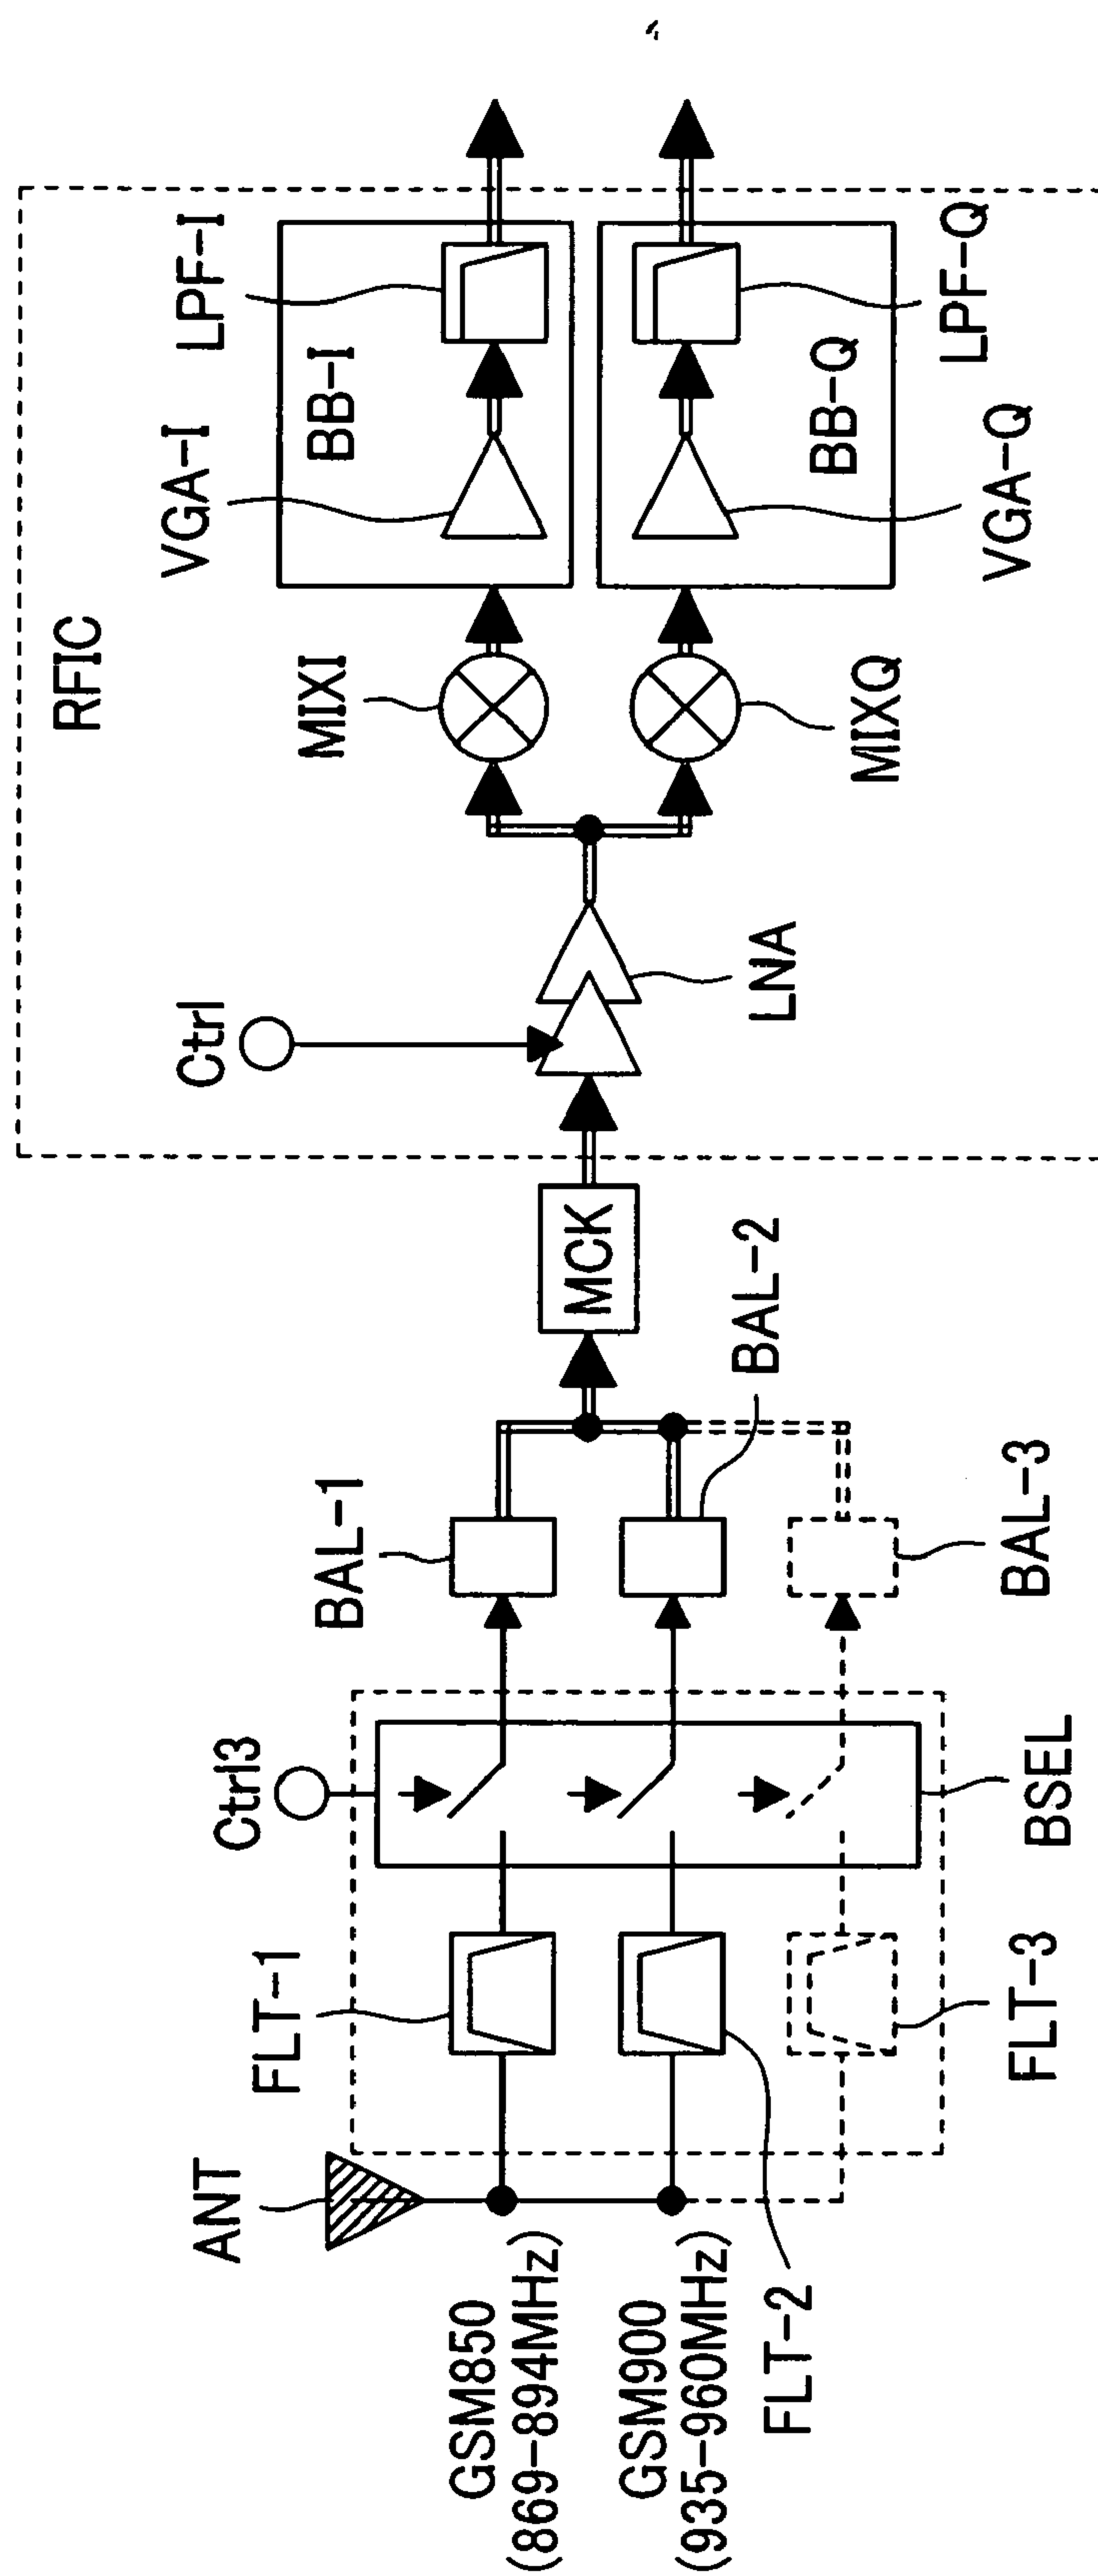 RFIC
LPF-I
VGA-I
BB-I
MIXI
Ctrl
LNA
MIXQ
BB-Q
VGA-Q
LPF-Q
MCK
BAL-1
BAL-2
BAL-3
Ctrl3
BSEL
FLT-1
FLT-3
ANT
GSM850
(869-894MHz)
GSM900
(935-960MHz)
FLT-2